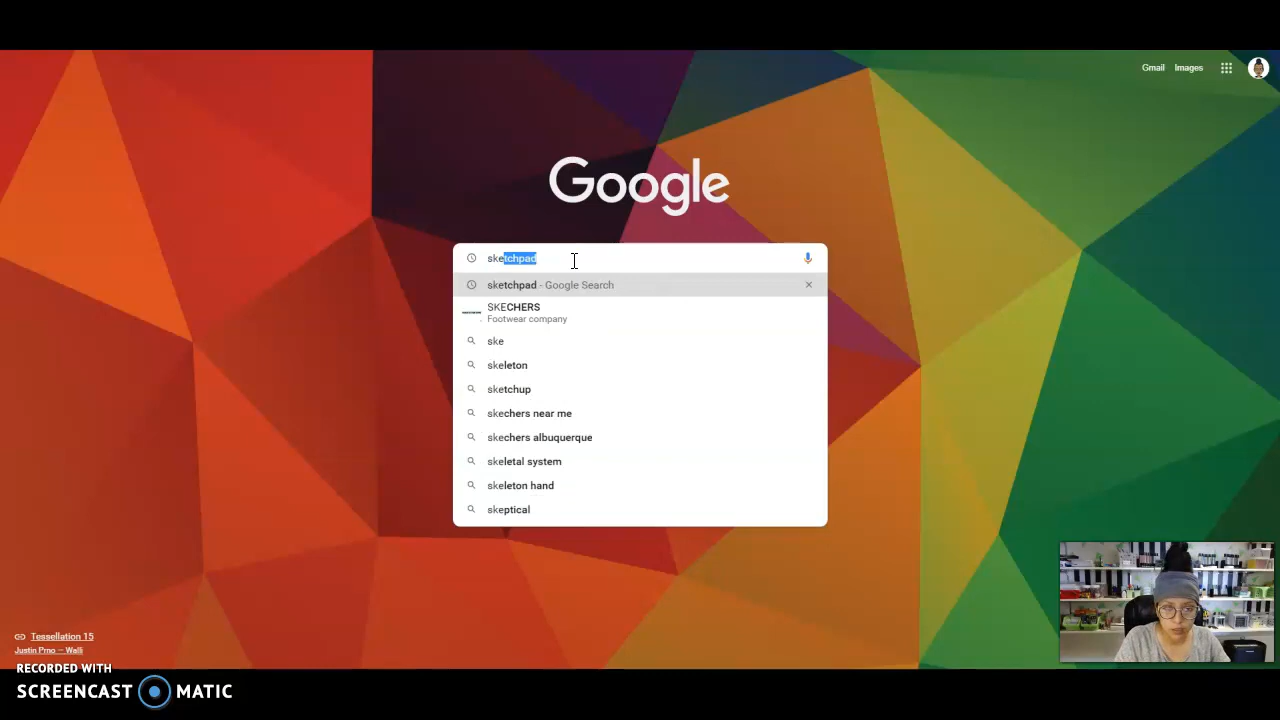 Gmail Images
Google
sketchpad
sketchpad - Google Search
SKECHERS
Footwear company
ske
skeleton
sketchup
skechers near me
skechers albuquerque
skeletal system
skeleton hand
skeptical
Tessellation 15
Justin Prno — Walli
RECORDED WITH
SCREENCAST MATIC